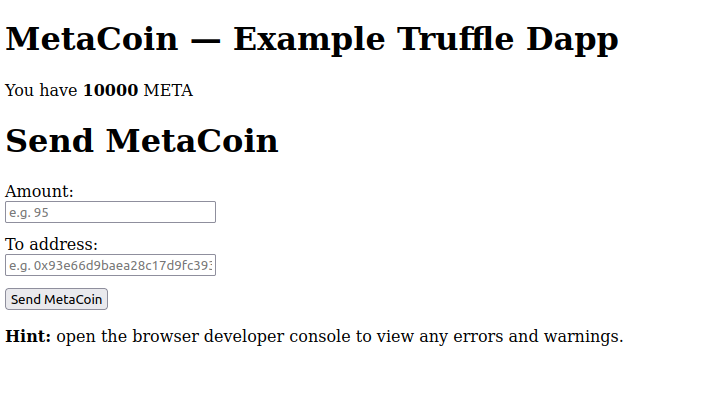 MetaCoin — Example Truffle Dapp
You have 10000 META
Send MetaCoin
Amount:
e.g. 95
To address:
e.g. 0x93e66d9baea28c17d9fc393
Send MetaCoin
Hint: open the browser developer console to view any errors and warnings.